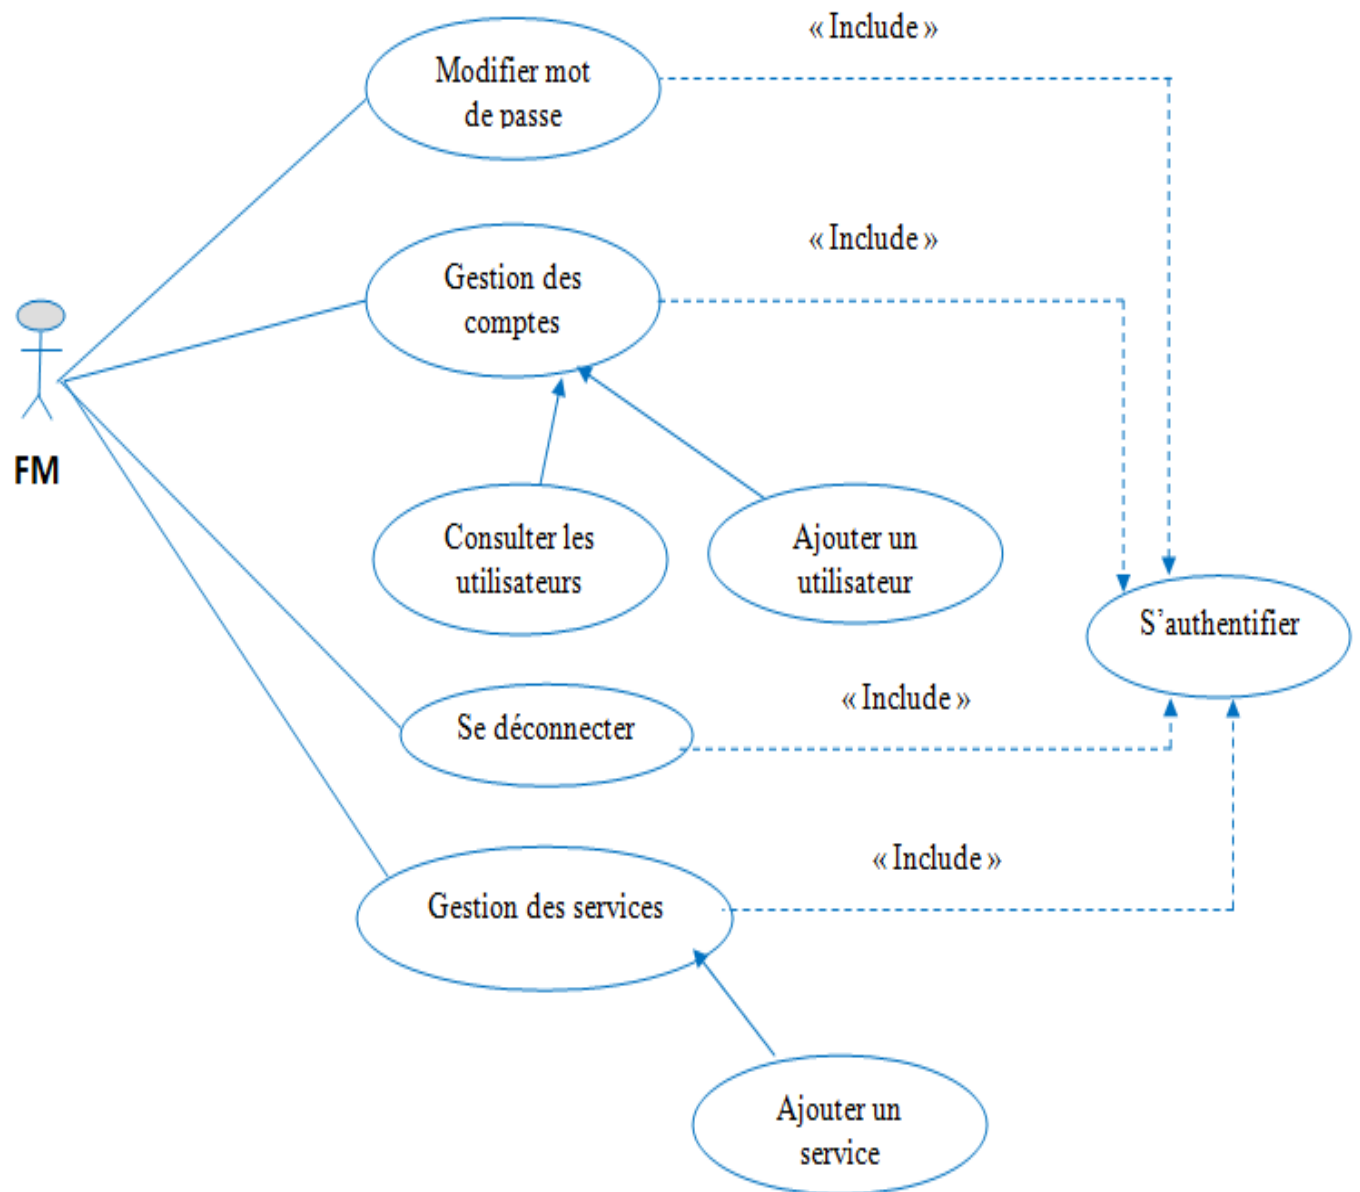 « Include »
Modifier mot
de passe
« Include »
Gestion des
comptes
FM
Consulter les
utilisateurs
Ajouter un
utilisateur
S’authentifier
« Include »
Se déconnecter
« Include »
Gestion des services
Ajouter un
service